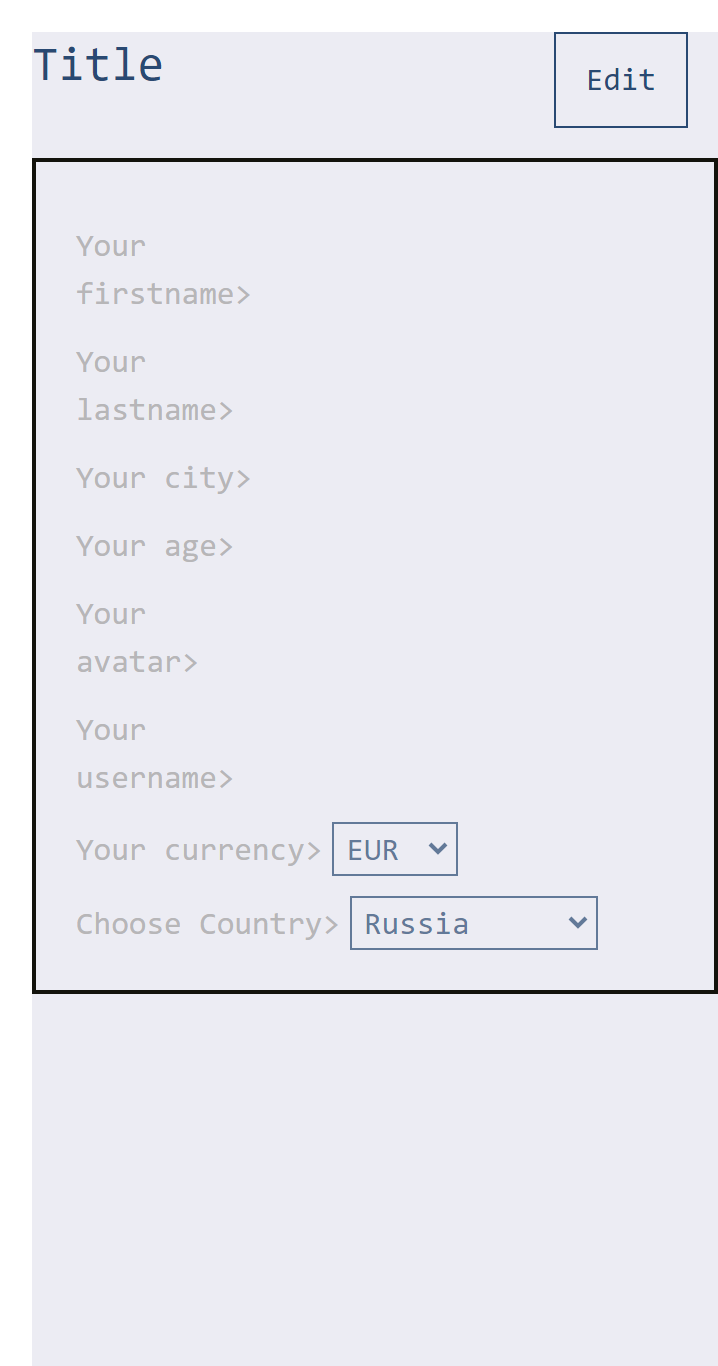 Title
Edit
Your
firstname>
Your
lastname>
Your city>
Your age>
Your
avatar>
Your
username>
Your currency> EUR
Choose Country> Russia